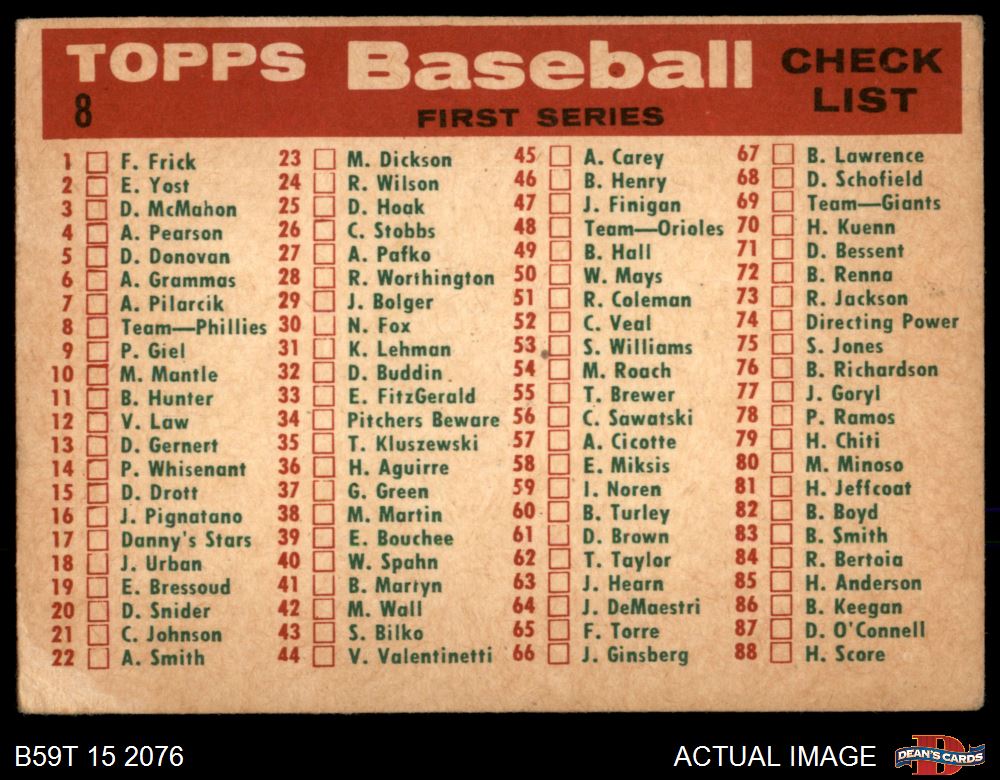 TOPPS Baseball CHECK LIST
8 FIRST SERIES
1 F. Frick
2 E. Yost
3 D. McMahon
4 A. Pearson
5 D. Donovan
6 A. Grammas
7 A. Pilarcik
8 Team—Phillies
9 P. Giel
10 M. Mantle
11 B. Hunter
12 V. Law
13 D. Gernert
14 P. Whisenant
15 D. Drott
16 J. Pignatano
17 Danny's Stars
18 J. Urban
19 E. Bressoud
20 D. Snider
21 C. Johnson
22 A. Smith
23 M. Dickson
24 R. Wilson
25 D. Hoak
26 C. Stobbs
27 A. Pafko
28 R. Worthington
29 J. Bolger
30 N. Fox
31 K. Lehman
32 D. Buddin
33 E. FitzGerald
34 Pitchers Beware
35 T. Kluszewski
36 H. Aguirre
37 G. Green
38 M. Martin
39 E. Bouchee
40 W. Spahn
41 B. Martyn
42 M. Wall
43 S. Bilko
44 V. Valentinetti
45 A. Carey
46 B. Henry
47 J. Finigan
48 Team—Orioles
49 B. Hall
50 W. Mays
51 R. Coleman
52 C. Veal
53 S. Williams
54 M. Roach
55 T. Brewer
56 C. Sawatski
57 A. Cicotte
58 E. Miksis
59 I. Noren
60 B. Turley
61 D. Brown
62 T. Taylor
63 J. Hearn
64 J. DeMaestri
65 F. Torre
66 J. Ginsberg
67 B. Lawrence
68 D. Schofield
69 Team—Giants
70 H. Kuenn
71 D. Bessent
72 B. Renna
73 R. Jackson
74 Directing Power
75 S. Jones
76 B. Richardson
77 J. Goryl
78 P. Ramos
79 H. Chiti
80 M. Minoso
81 H. Jeffcoat
82 B. Boyd
83 B. Smith
84 R. Bertoia
85 H. Anderson
86 B. Keegan
87 D. O'Connell
88 H. Score
B59T 15 2076 ACTUAL IMAGE D DEAN'S CARDS